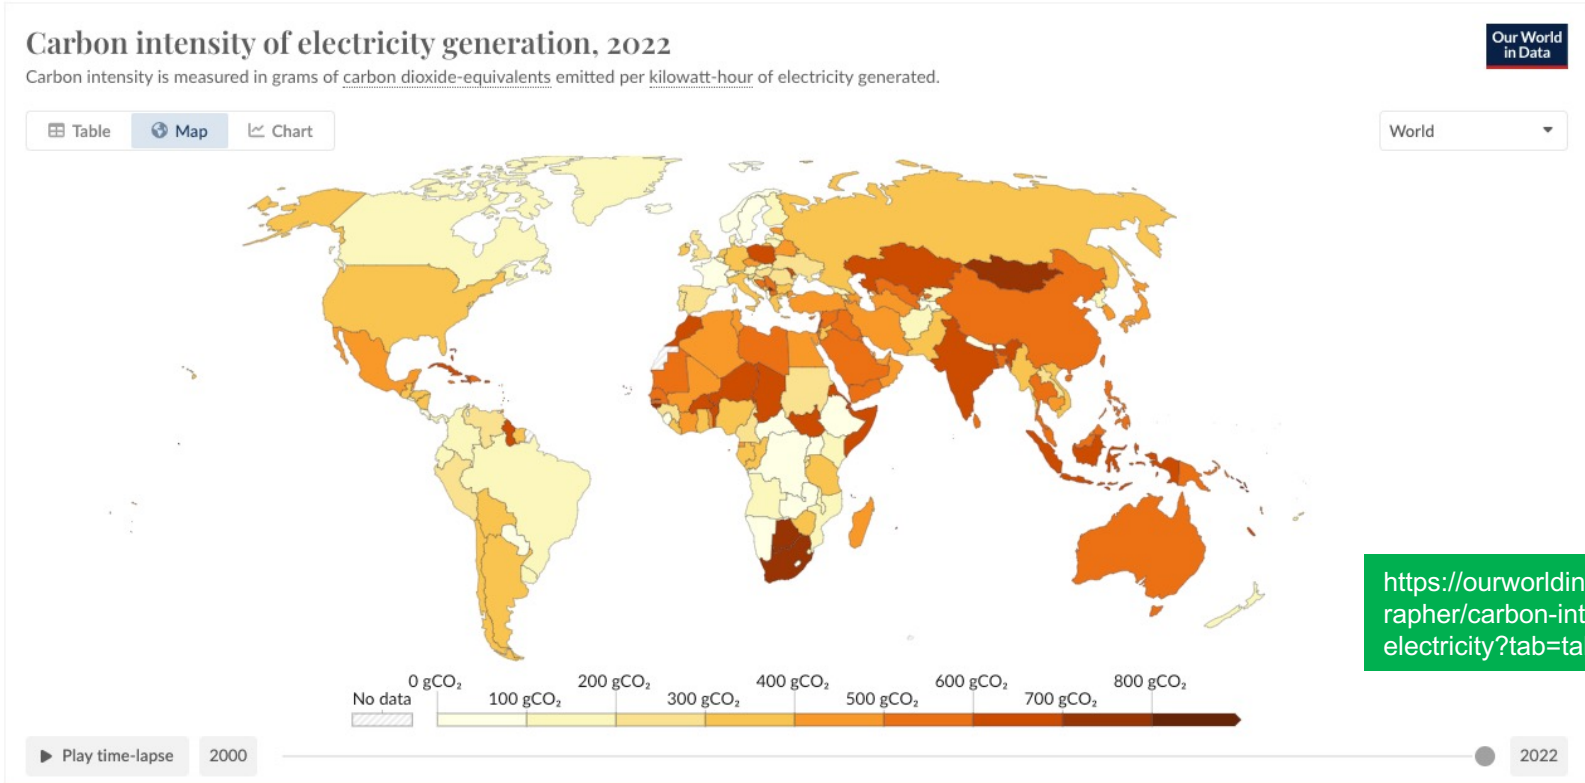 Carbon intensity of electricity generation, 2022
Carbon intensity is measured in grams of carbon dioxide-equivalents emitted per kilowatt-hour of electricity generated.
Our World
in Data
Table
Map
Chart
World
https://ourworldin
rapher/carbon-int
electricity?tab=ta
No data
0 gCO₂
100 gCO₂
200 gCO₂
300 gCO₂
400 gCO₂
500 gCO₂
600 gCO₂
700 gCO₂
800 gCO₂
Play time-lapse
2000
2022